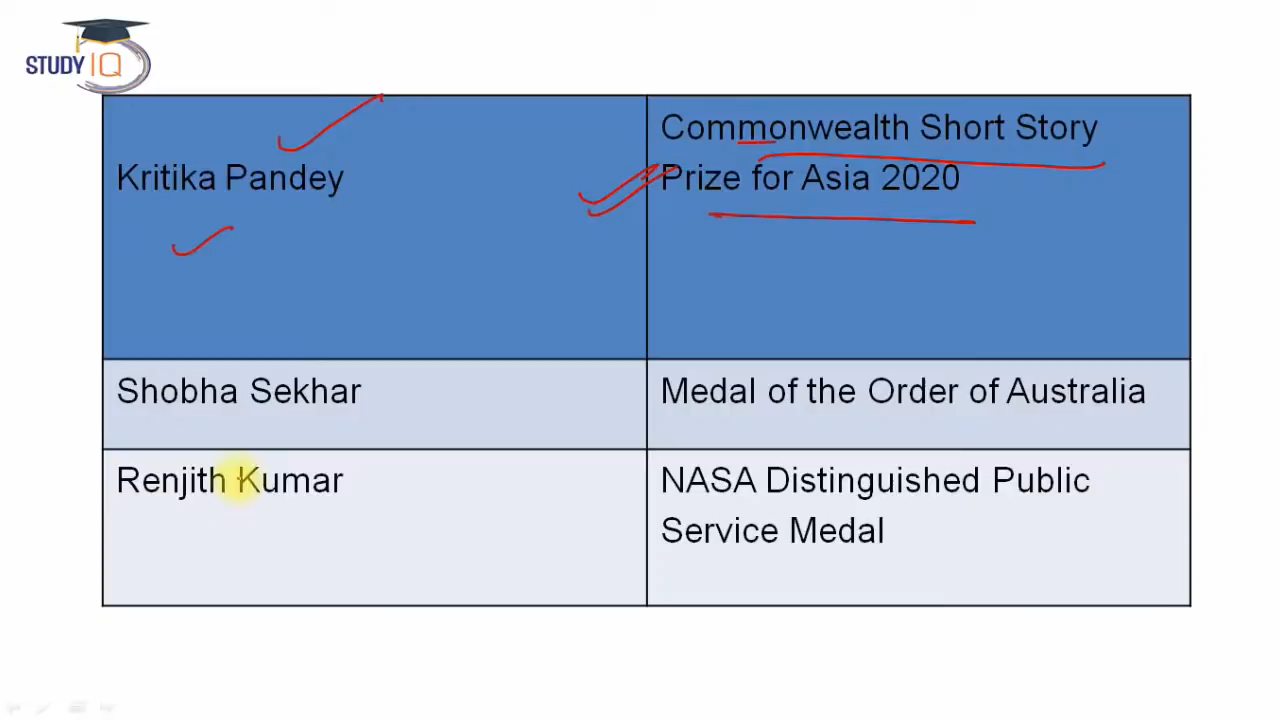 STUDY IQ
Commonwealth Short Story
Kritika Pandey
Prize for Asia 2020
Shobha Sekhar
Medal of the Order of Australia
Renjith Kumar
NASA Distinguished Public
Service Medal